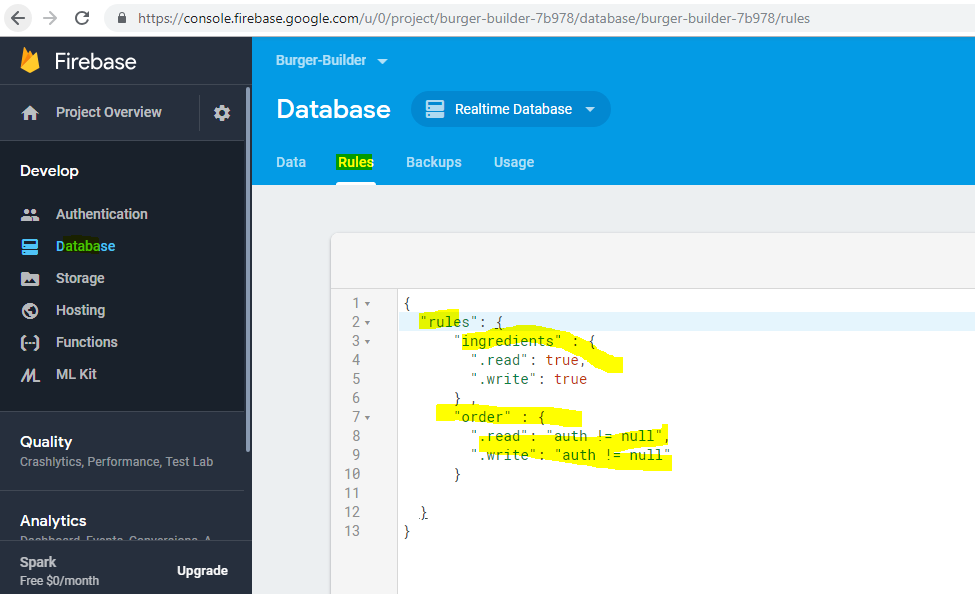 https://console.firebase.google.com/u/0/project/burger-builder-7b978/database/burger-builder-7b978/rules
Firebase
Project Overview
Develop
Authentication
Database
Storage
Hosting
Functions
ML Kit
Quality
Crashlytics, Performance, Test Lab
Analytics
Dashboard, Events, Conversions, A
Spark
Free $0/month
Upgrade
Burger-Builder
Database
Realtime Database
Data Rules Backups Usage
1 {
2 "rules": {
3 "ingredients" : {
4 ".read": true,
5 ".write": true
6 } ,
7 "order" : {
8 ".read": "auth != null",
9 ".write": "auth != null"
10 }
11
12 }
13 }